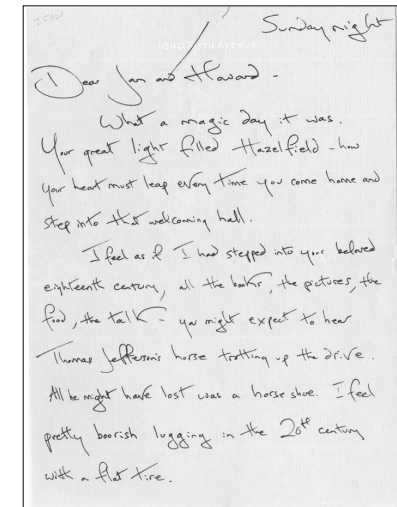 Sunday night
1040 FIFTH AVENUE
Dear Jan and Howard -
What a magic day it was.
Your great light filled Hazelfield - how
your heart must leap every time you come home and
step into that welcoming hall.
I feel as if I had stepped into your beloved
eighteenth century, all the books, the pictures, the
food, the talk - you might expect to hear
Thomas Jefferson's horse trotting up the drive.
All he might have lost was a horse shoe. I feel
pretty boorish lugging in the 20th century
with a flat tire.